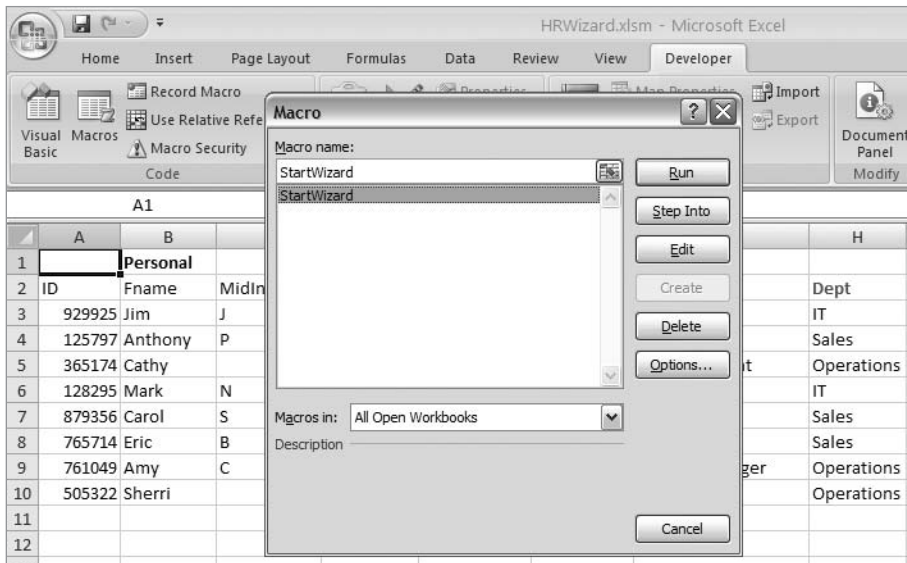 HRWizard.xlsm - Microsoft Excel
Home Insert Page Layout Formulas Data Review View Developer
Visual Basic
Macros
Record Macro
Use Relative Refe
Macro Security
Code
Properties
Map Properties
Import
Export
Document Panel
Modify
A1
Macro
Macro name:
StartWizard
StartWizard
Run
Step Into
Edit
Create
Delete
Options...
Macros in: All Open Workbooks
Description
Cancel
A B H
1 Personal
2 ID Fname MidIn Dept
3 929925 Jim J IT
4 125797 Anthony P Sales
5 365174 Cathy Operations
6 128295 Mark N IT
7 879356 Carol S Sales
8 765714 Eric B Sales
9 761049 Amy C ger Operations
10 505322 Sherri Operations
11
12